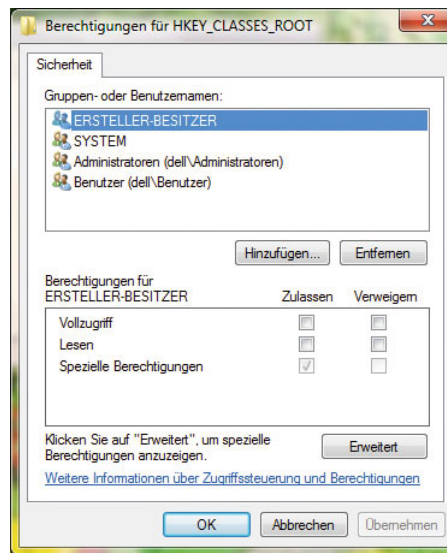 Berechtigungen für HKEY_CLASSES_ROOT
Sicherheit
Gruppen- oder Benutzernamen:
ERSTELLER-BESITZER
SYSTEM
Administratoren (dell\Administratoren)
Benutzer (dell\Benutzer)
Hinzufügen... Entfernen
Berechtigungen für
ERSTELLER-BESITZER Zulassen Verweigern
Vollzugriff
Lesen
Spezielle Berechtigungen
Klicken Sie auf "Erweitert", um spezielle
Berechtigungen anzuzeigen.
Erweitert
Weitere Informationen über Zugriffssteuerung und Berechtigungen
OK Abbrechen Übernehmen